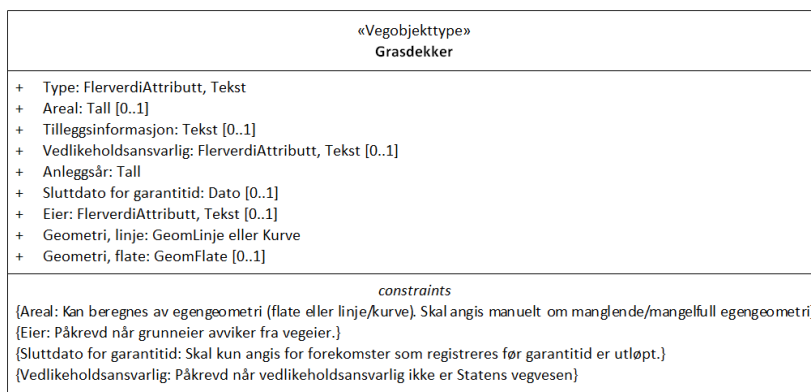 «Vegobjekttype»
Grasdekker
+ Type: FlerverdiAttributt, Tekst
+ Areal: Tall [0..1]
+ Tilleggsinformasjon: Tekst [0..1]
+ Vedlikeholdsansvarlig: FlerverdiAttributt, Tekst [0..1]
+ Anleggsår: Tall
+ Sluttdato for garantitid: Dato [0..1]
+ Eier: FlerverdiAttributt, Tekst [0..1]
+ Geometri, linje: GeomLinje eller Kurve
+ Geometri, flate: GeomFlate [0..1]
constraints
{Areal: Kan beregnes av egengeometri (flate eller linje/kurve). Skal angis manuelt om manglende/mangelfull egengeometri}
{Eier: Påkrevd når grunneier avviker fra vegeier.}
{Sluttdato for garantitid: Skal kun angis for forekomster som registreres før garantitid er utløpt.}
{Vedlikeholdsansvarlig: Påkrevd når vedlikeholdsansvarlig ikke er Statens vegvesen}